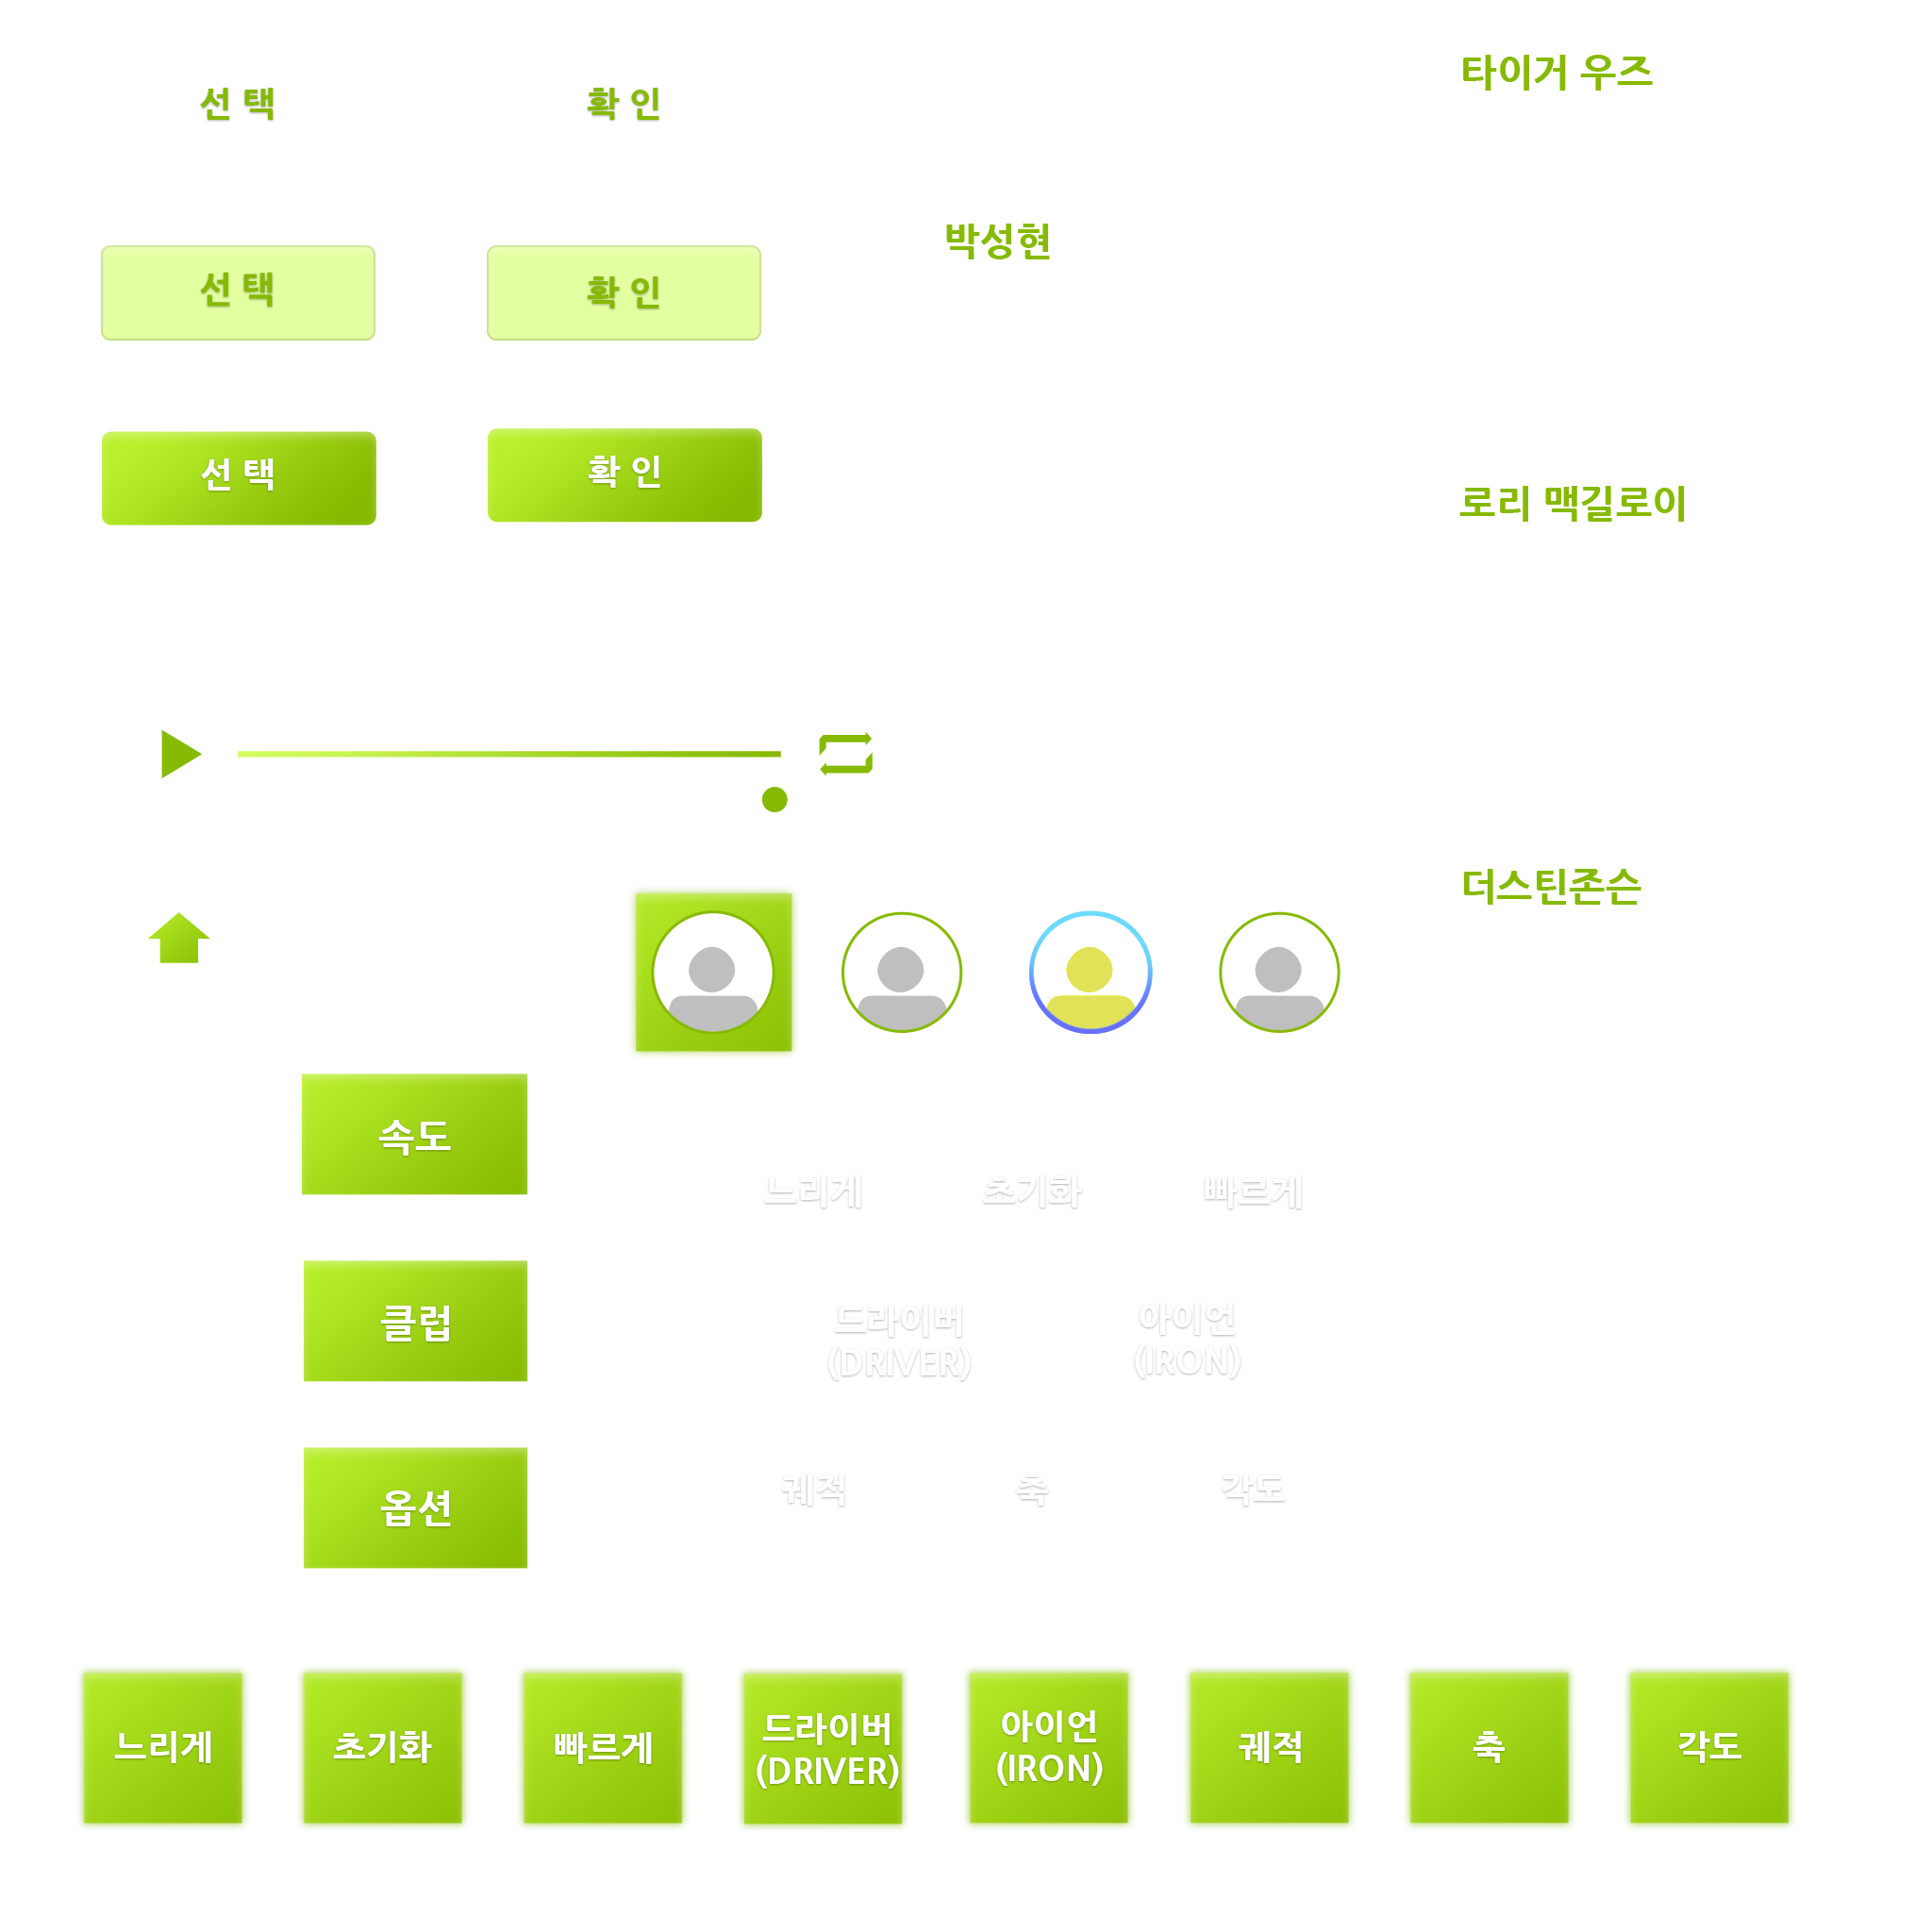 타이거 우즈
선 택
확 인
박성현
선 택
확 인
선 택
확 인
로리 맥길로이
더스틴존슨
속도
느리게
초기화
빠르게
클럽
드라이버
(DRIVER)
아이언
(IRON)
옵션
궤적
축
각도
느리게
초기화
빠르게
드라이버
(DRIVER)
아이언
(IRON)
궤적
축
각도